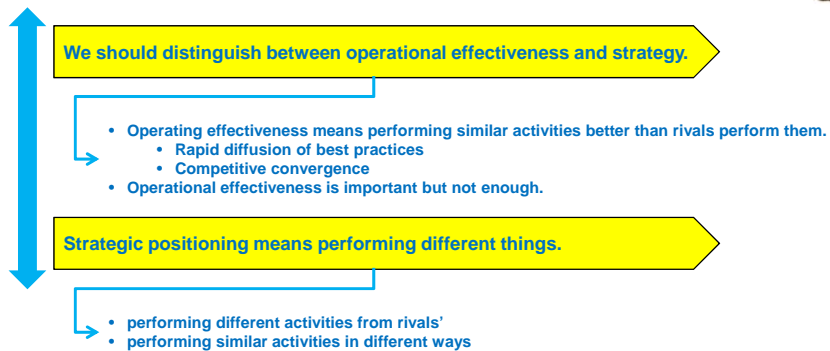 We should distinguish between operational effectiveness and strategy.
• Operating effectiveness means performing similar activities better than rivals perform them.
• Rapid diffusion of best practices
• Competitive convergence
• Operational effectiveness is important but not enough.
Strategic positioning means performing different things.
• performing different activities from rivals’
• performing similar activities in different ways